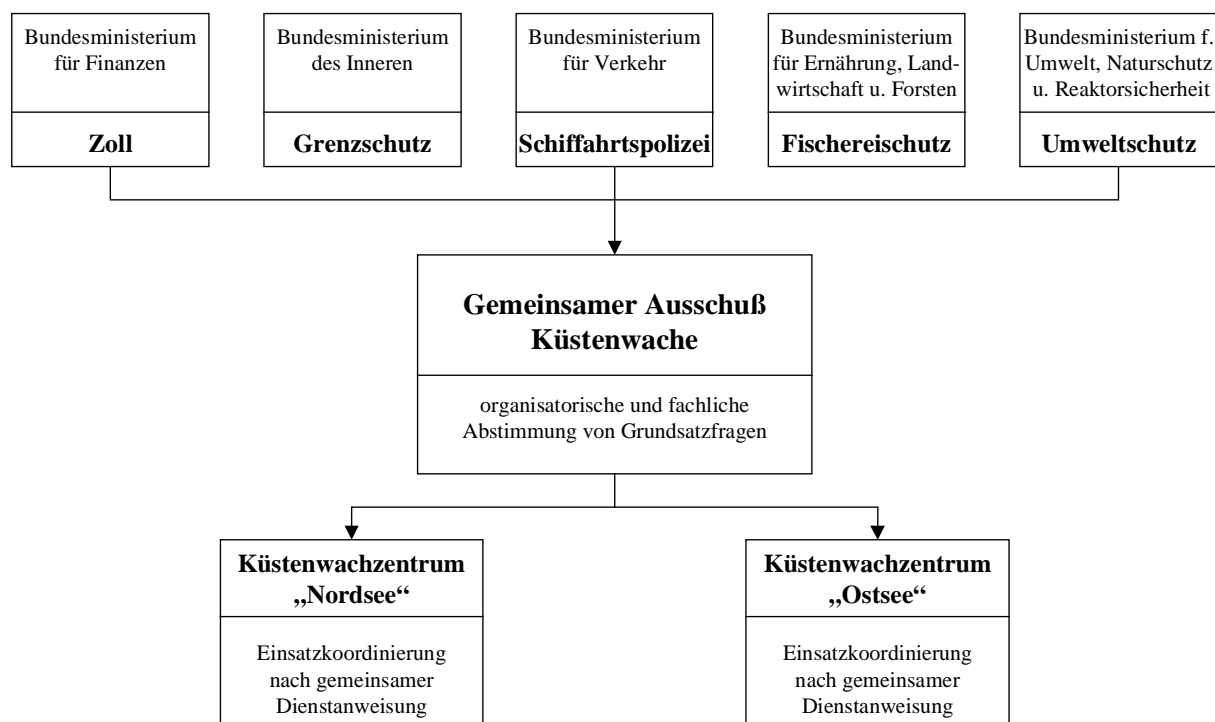 Bundesministerium
für Finanzen
Zoll
Bundesministerium
des Inneren
Grenzschutz
Bundesministerium
für Verkehr
Schiffahrtspolizei
Bundesministerium
für Ernährung, Land-
wirtschaft u. Forsten
Fischereischutz
Bundesministerium f.
Umwelt, Naturschutz
u. Reaktorsicherheit
Umweltschutz
Gemeinsamer Ausschuß
Küstenwache
organisatorische und fachliche
Abstimmung von Grundsatzfragen
Küstenwachzentrum
„Nordsee“
Einsatzkoordinierung
nach gemeinsamer
Dienstanweisung
Küstenwachzentrum
„Ostsee“
Einsatzkoordinierung
nach gemeinsamer
Dienstanweisung